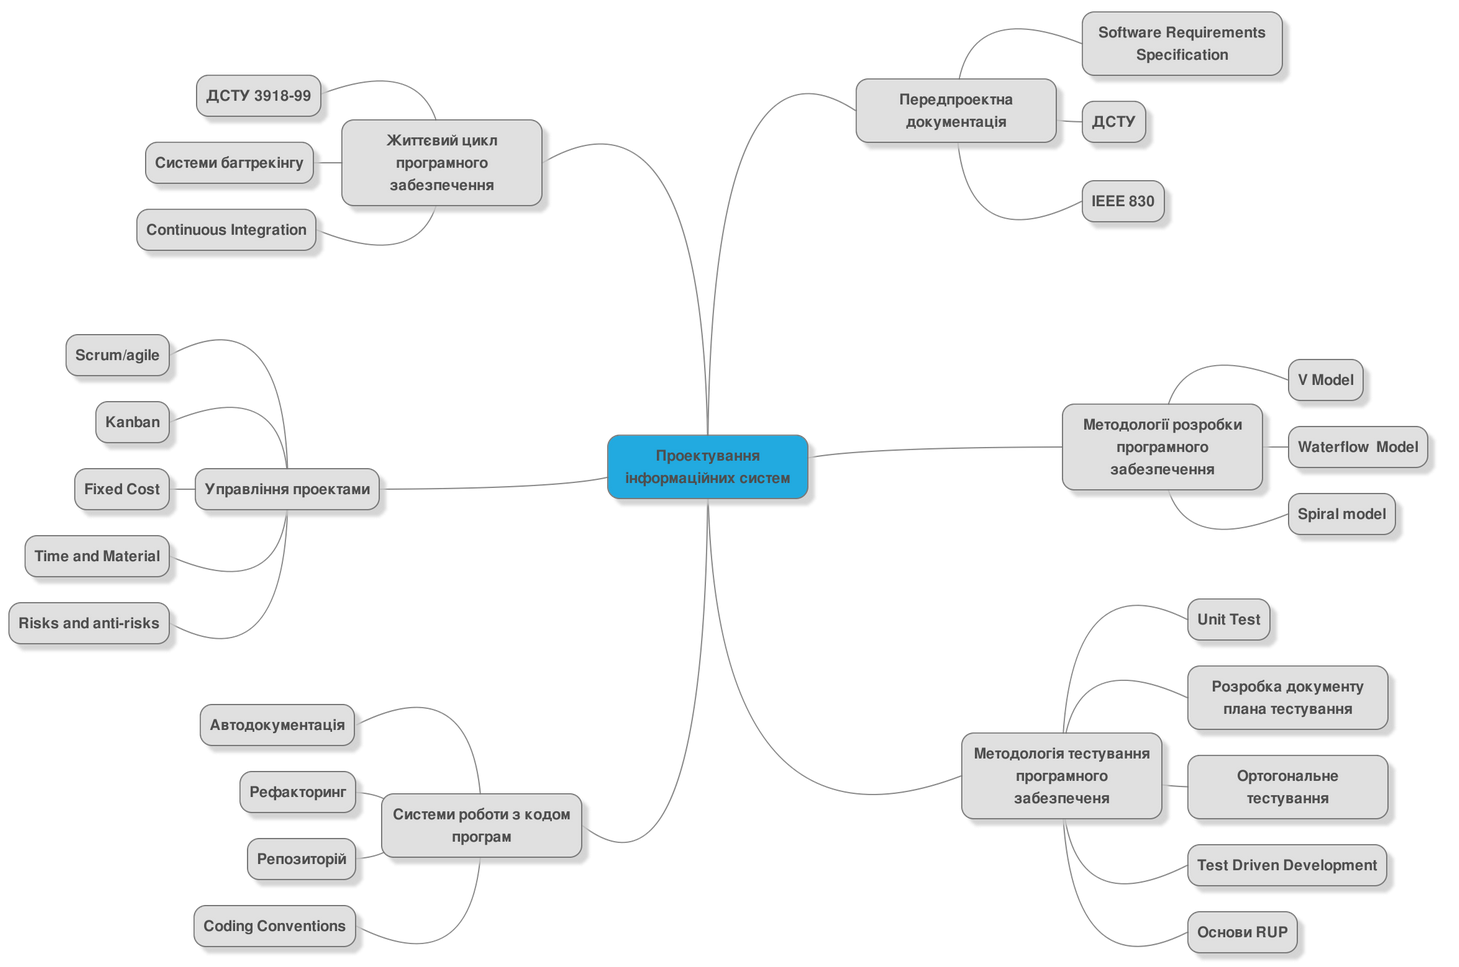 Проектування
інформаційних систем
Передпроектна
документація
Software Requirements
Specification
ДСТУ
IEEE 830
Методології розробки
програмного
забезпечення
V Model
Waterflow  Model
Spiral model
Методологія тестування
програмного
забезпеченя
Unit Test
Розробка документу
плана тестування
Ортогональне
тестування
Test Driven Development
Основи RUP
Життєвий цикл
програмного
забезпечення
ДСТУ 3918-99
Системи багтрекінгу
Continuous Integration
Управління проектами
Scrum/agile
Kanban
Fixed Cost
Time and Material
Risks and anti-risks
Системи роботи з кодом
програм
Автодокументація
Рефакторинг
Репозиторій
Coding Conventions